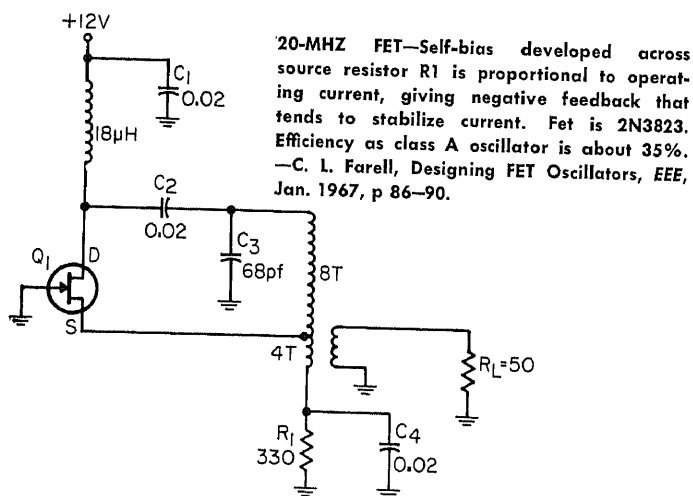 +12V
20-MHZ FET—Self-bias developed across
source resistor R1 is proportional to operat-
ing current, giving negative feedback that
tends to stabilize current. Fet is 2N3823.
Efficiency as class A oscillator is about 35%.
—C. L. Farell, Designing FET Oscillators, EEE,
Jan. 1967, p 86–90.
C1
0.02
18µH
C2
0.02
C3
68pf
8T
Q1
D
S
4T
RL=50
R1
330
C4
0.02